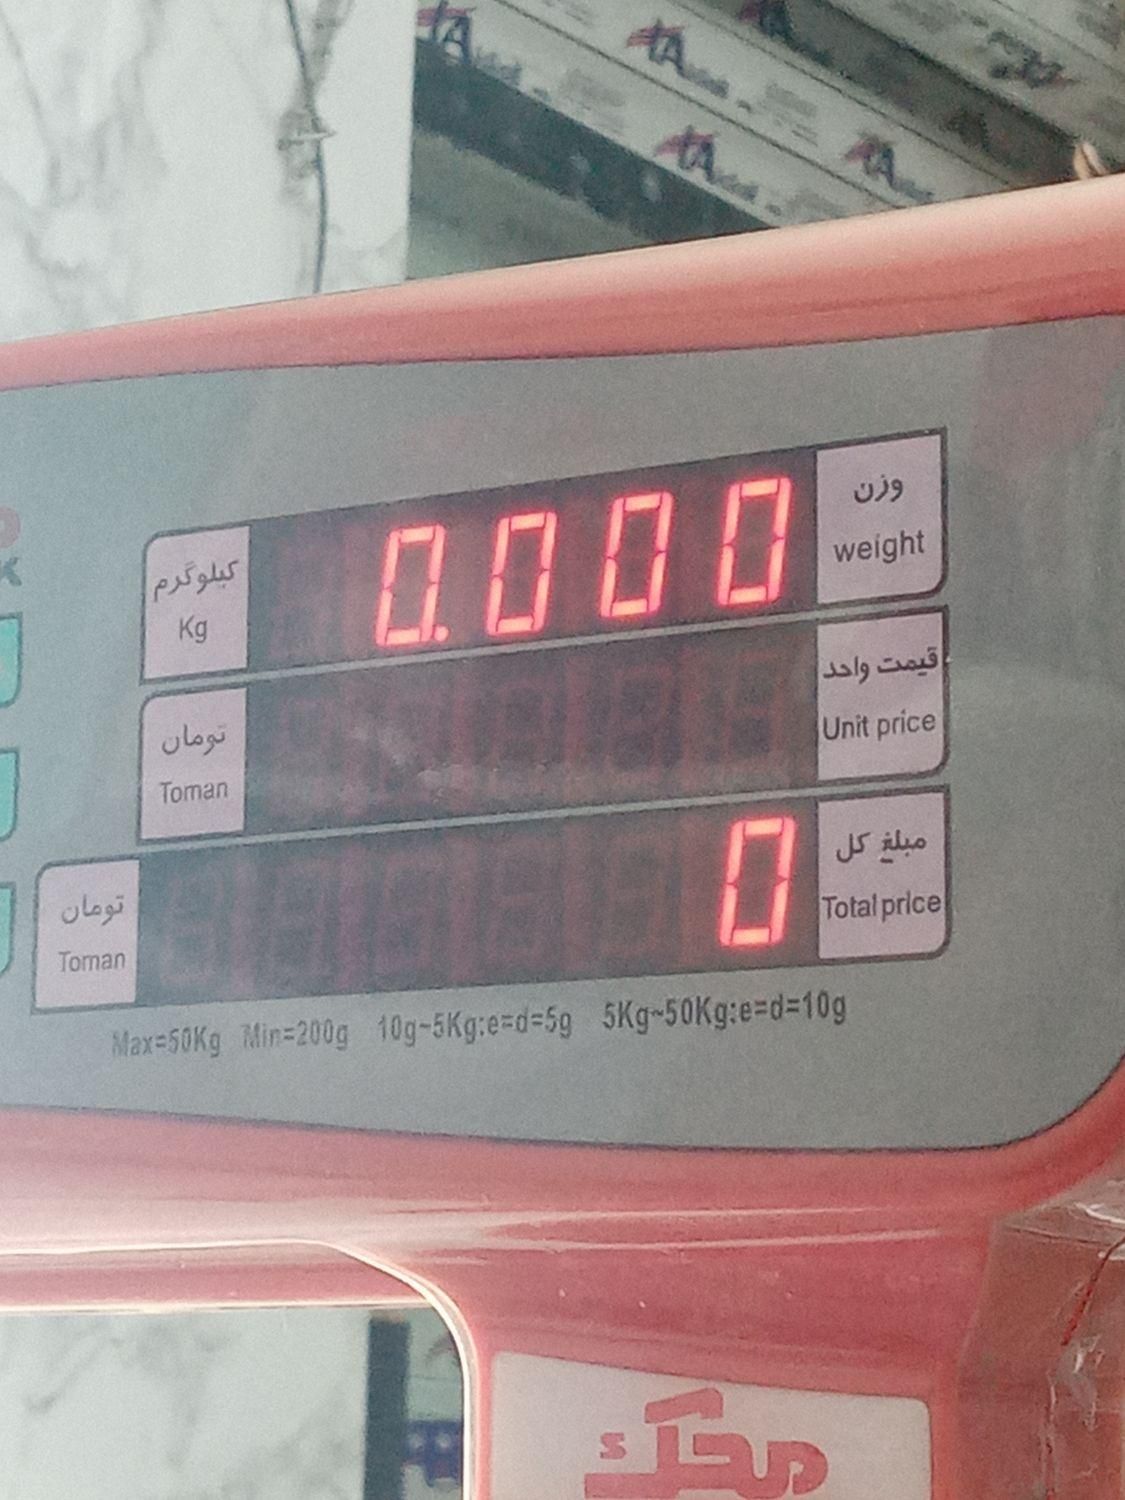 0.000
وزن
weight
کیلوگرم
Kg
قیمت واحد
Unit price
تومان
Toman
0
مبلغ کل
Total price
تومان
Toman
Max=50Kg Min=200g 10g~5Kg:e=d=5g 5Kg~50Kg:e=d=10g
محک